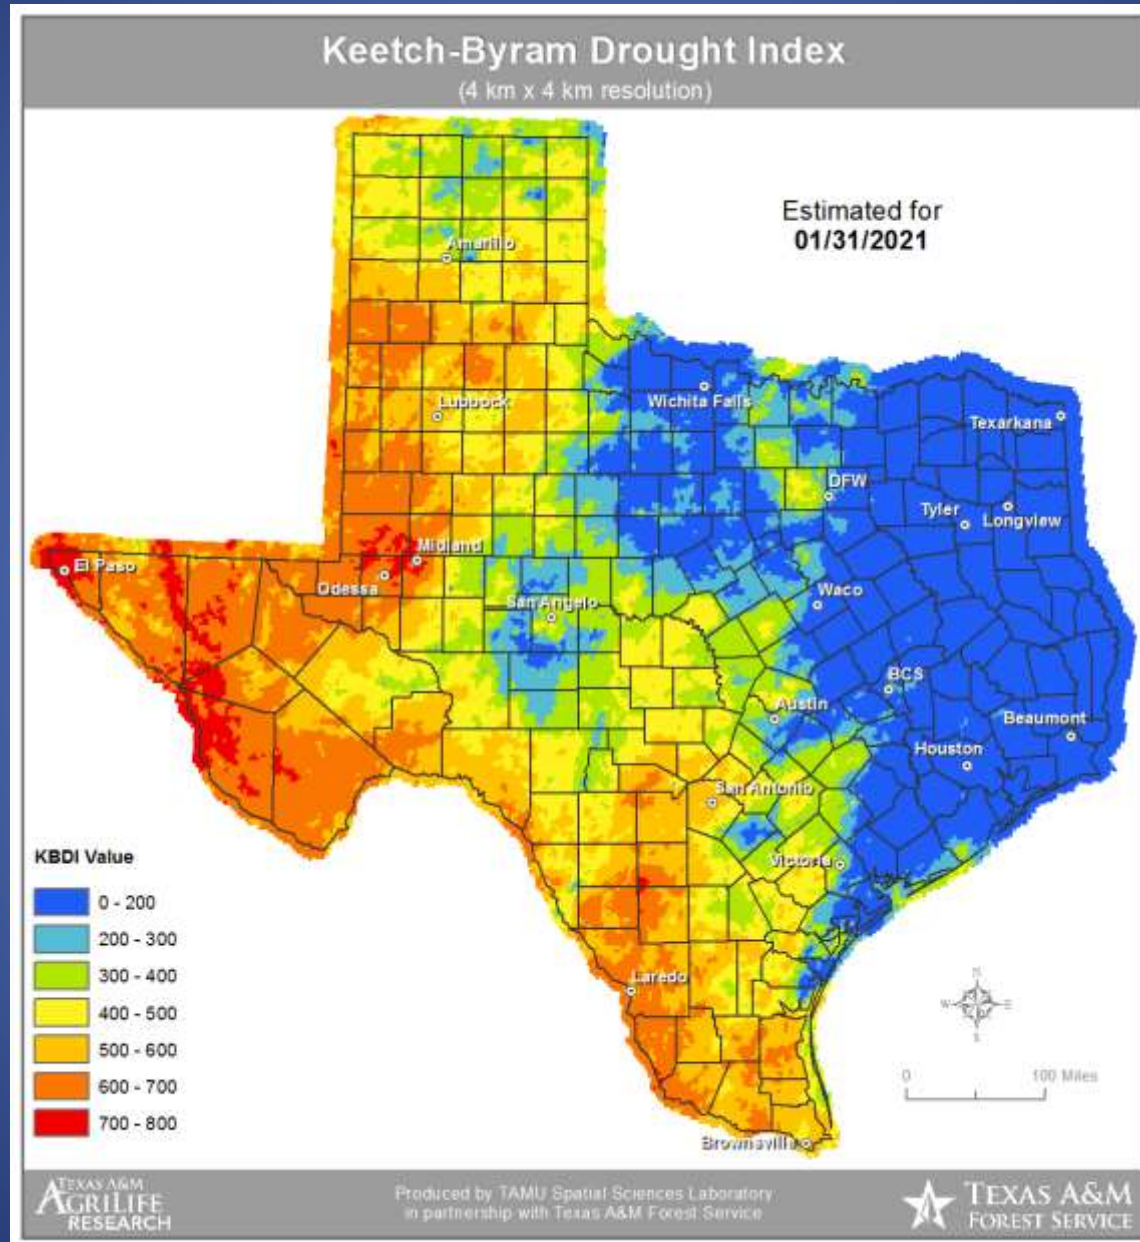 Keetch-Byram Drought Index
(4 km x 4 km resolution)
Estimated for
01/31/2021
Amarillo
Lubbock
Wichita Falls
Texarkana
DFW
Tyler
Longview
Midland
El Paso
Odessa
San Angelo
Waco
BCS
Austin
Beaumont
Houston
San Antonio
Victoria
Laredo
Brownsville
KBDI Value
0 - 200
200 - 300
300 - 400
400 - 500
500 - 600
600 - 700
700 - 800
N
W E
S
0 100 Miles
TEXAS A&M
AGRILIFE
RESEARCH
Produced by TAMU Spatial Sciences Laboratory
in partnership with Texas A&M Forest Service
TEXAS A&M
FOREST SERVICE